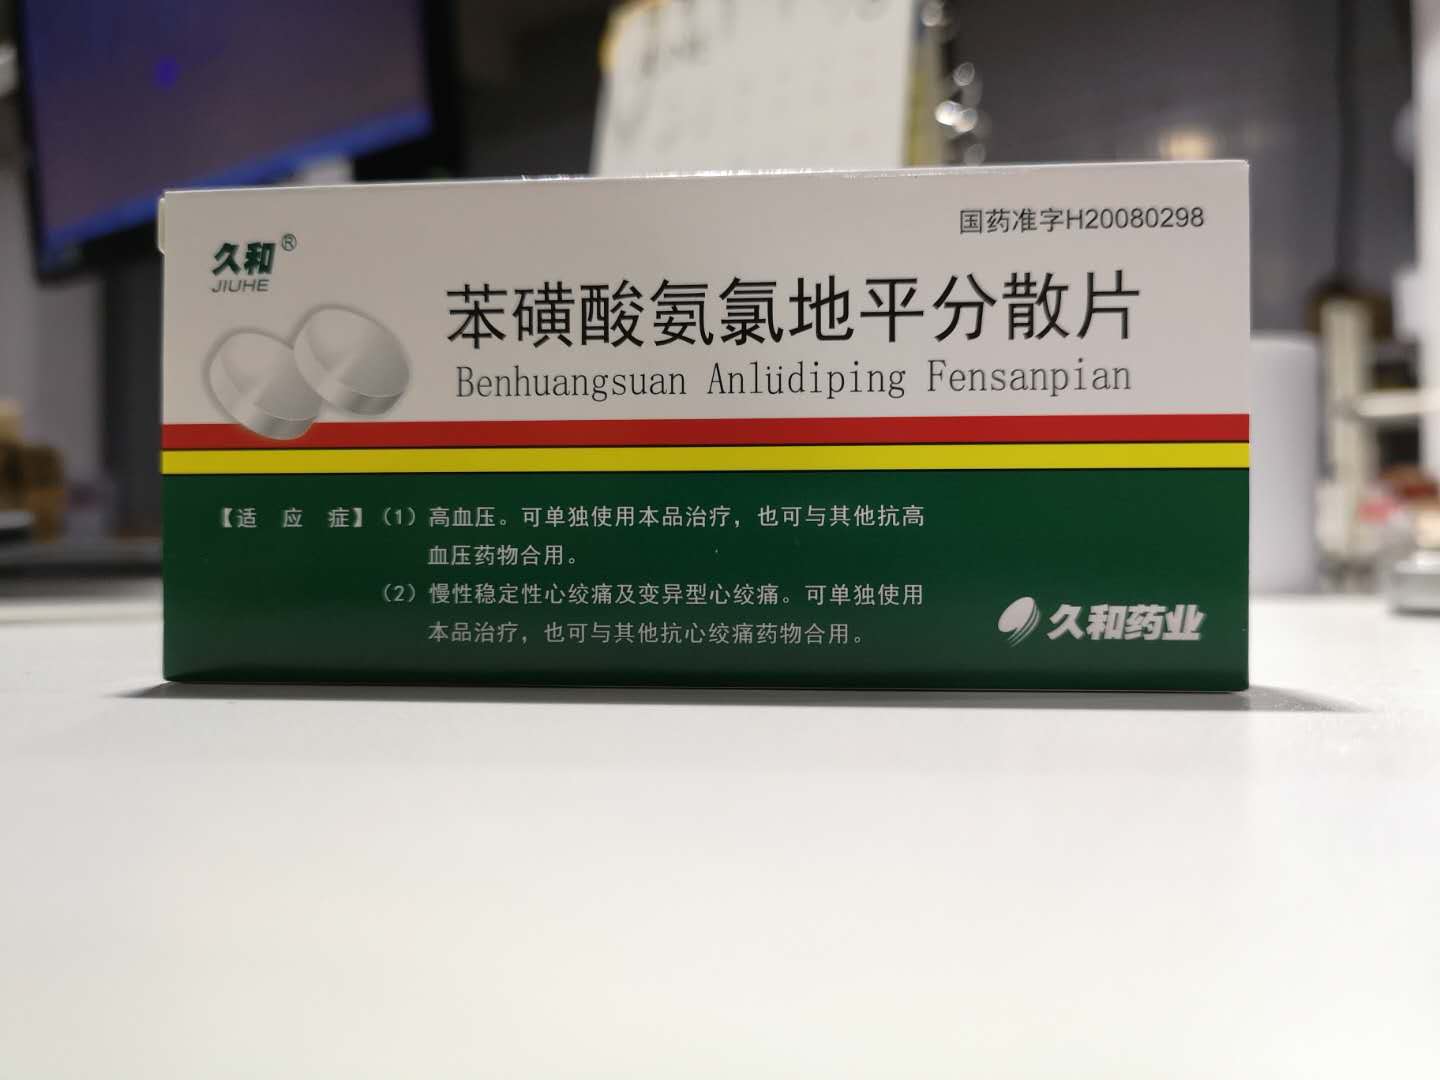 国药准字H20080298
久和®
JIUHE
苯磺酸氨氯地平分散片
Benhuangsuan Anlüdiping Fensanpian
【适 应 症】（1）高血压。可单独使用本品治疗，也可与其他抗高
血压药物合用。
（2）慢性稳定性心绞痛及变异型心绞痛。可单独使用
本品治疗，也可与其他抗心绞痛药物合用。
久和药业